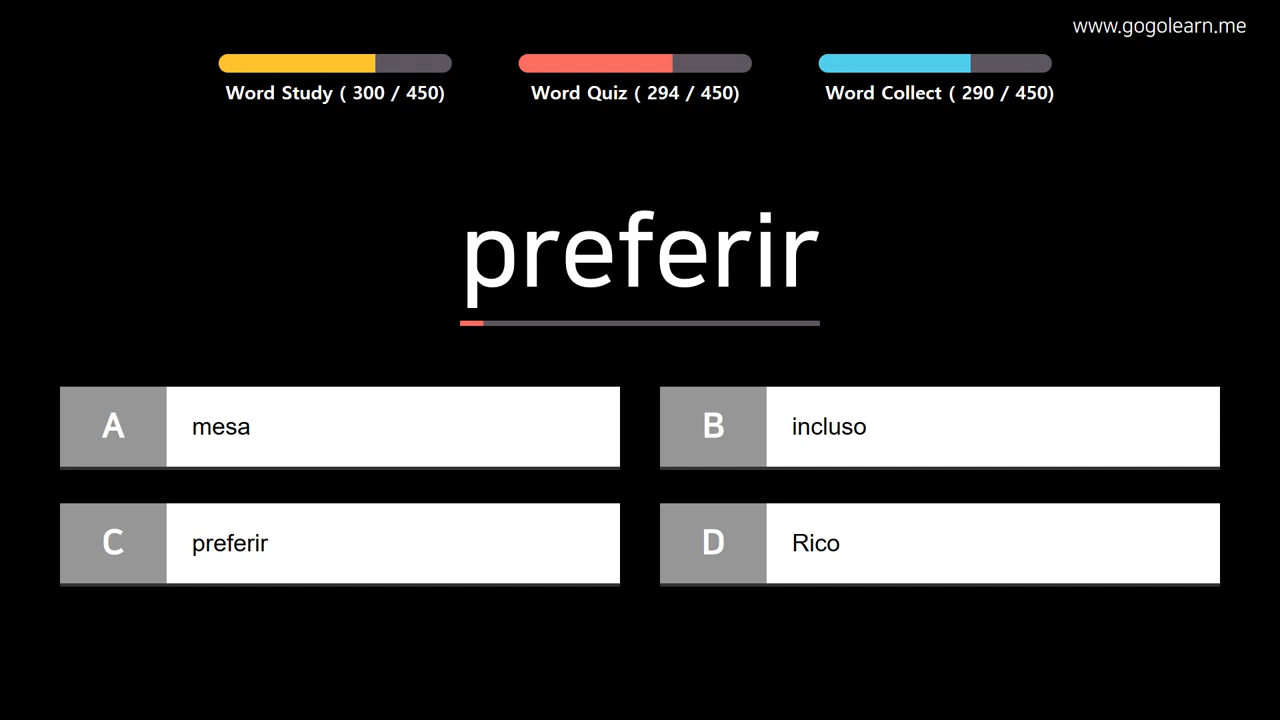 www.gogolearn.me
Word Study ( 300 / 450)
Word Quiz ( 294 / 450)
Word Collect ( 290 / 450)
preferir
A mesa
B incluso
C preferir
D Rico